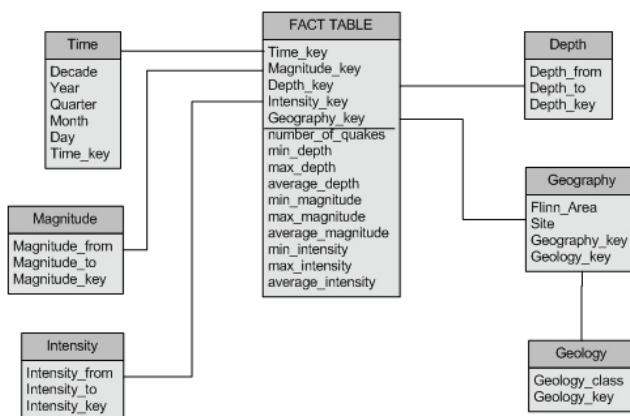 Time
Decade
Year
Quarter
Month
Day
Time_key
Magnitude
Magnitude_from
Magnitude_to
Magnitude_key
Intensity
Intensity_from
Intensity_to
Intensity_key
FACT TABLE
Time_key
Magnitude_key
Depth_key
Intensity_key
Geography_key
number_of_quakes
min_depth
max_depth
average_depth
min_magnitude
max_magnitude
average_magnitude
min_intensity
max_intensity
average_intensity
Depth
Depth_from
Depth_to
Depth_key
Geography
Flinn_Area
Site
Geography_key
Geology_key
Geology
Geology_class
Geology_key